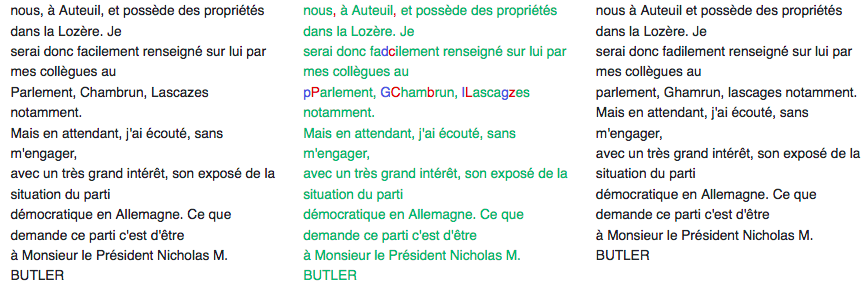 nous, à Auteuil, et possède des propriétés
dans la Lozère. Je
serai donc facilement renseigné sur lui par
mes collègues au
Parlement, Chambrun, Lascazes
notamment.
Mais en attendant, j'ai écouté, sans
m'engager,
avec un très grand intérêt, son exposé de la
situation du parti
démocratique en Allemagne. Ce que
demande ce parti c'est d'être
à Monsieur le Président Nicholas M.
BUTLER
nous, à Auteuil, et possède des propriétés
dans la Lozère. Je
serai donc fadcilement renseigné sur lui par
mes collègues au
pParlement, GChambrun, lLascagzes
notamment.
Mais en attendant, j'ai écouté, sans
m'engager,
avec un très grand intérêt, son exposé de la
situation du parti
démocratique en Allemagne. Ce que
demande ce parti c'est d'être
à Monsieur le Président Nicholas M.
BUTLER
nous à Auteuil et possède des propriétés
dans la Lozère. Je
serai donc fadilement renseigné sur lui par
mes collègues au
parlement, Ghamrun, lascages notamment.
Mais en attendant, j'ai écouté, sans
m'engager,
avec un très grand intérêt, son exposé de la
situation du parti
démocratique en Allemagne. Ce que
demande ce parti c'est d'être
à Monsieur le Président Nicholas M.
BUTLER